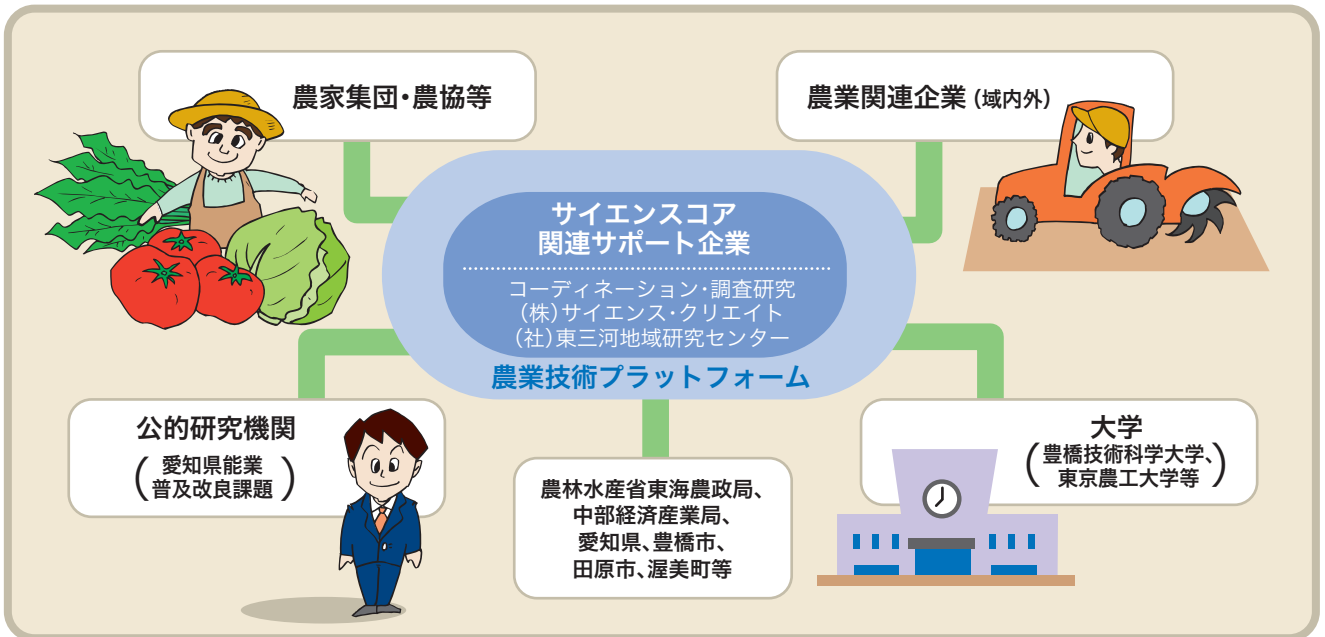 農家集団・農協等
農業関連企業(域内外)
サイエンスコア
関連サポート企業
コーディネーション・調査研究
(株)サイエンス・クリエイト
(社)東三河地域研究センター
農業技術プラットフォーム
公的研究機関
(愛知県能業
普及改良課題)
農林水産省東海農政局、
中部経済産業局、
愛知県、豊橋市、
田原市、渥美町等
大学
(豊橋技術科学大学、
東京農工大学等)